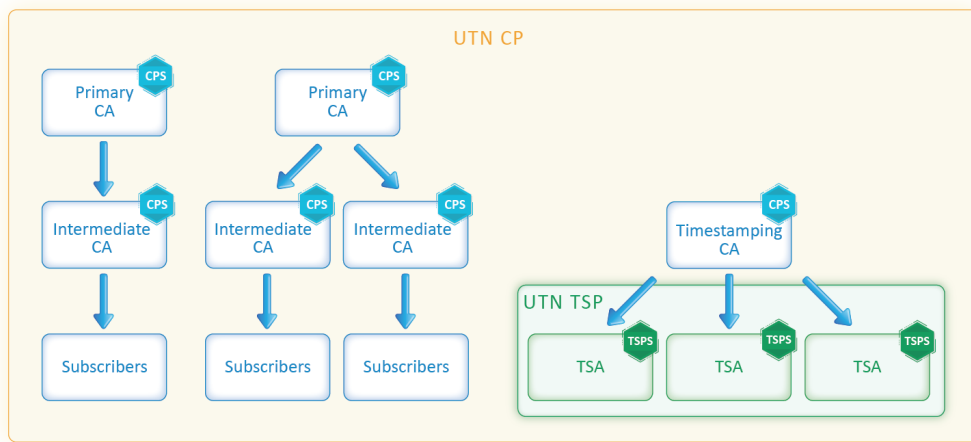 UTN CP
CPS
Primary
CA
CPS
Primary
CA
CPS
Intermediate
CA
CPS
Intermediate
CA
CPS
Intermediate
CA
CPS
Timestamping
CA
UTN TSP
Subscribers
Subscribers
Subscribers
TSPS
TSA
TSPS
TSA
TSPS
TSA